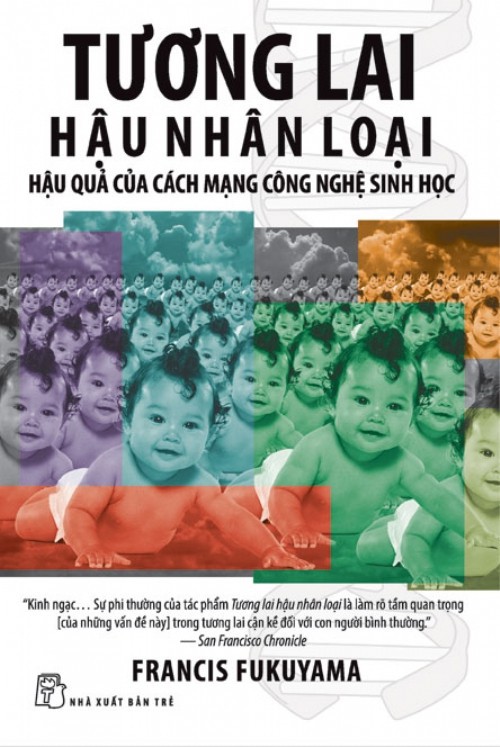 TƯƠNG LAI
HẬU NHÂN LOẠI
HẬU QUẢ CỦA CÁCH MẠNG CÔNG NGHỆ SINH HỌC
“Kinh ngạc… Sự phi thường của tác phẩm Tương lai hậu nhân loại là làm rõ tầm quan trọng
[của những vấn đề này] trong tương lai cận kề đối với con người bình thường.”
— San Francisco Chronicle
FRANCIS FUKUYAMA
NHÀ XUẤT BẢN TRẺ